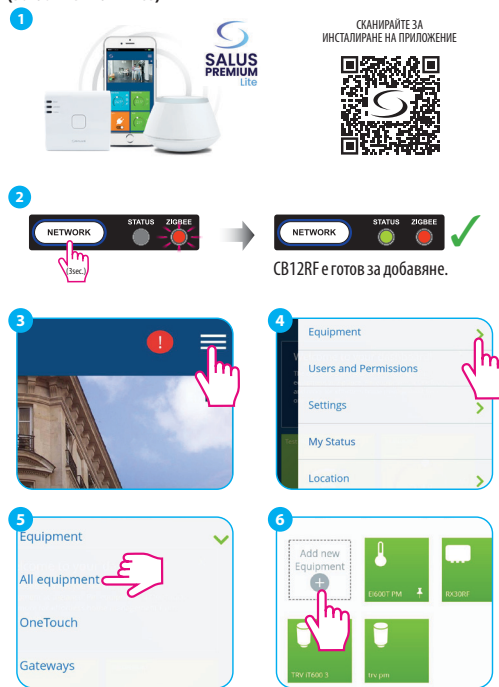 1
SALUS
PREMIUM
Lite
СКАНИРАЙТЕ ЗА
ИНСТАЛИРАНЕ НА ПРИЛОЖЕНИЕ
2
NETWORK
STATUS
ZIGBEE
(3sec.)
NETWORK
STATUS
ZIGBEE
CB12RF е готов за добавяне.
3
!
4
Equipment
Users and Permissions
Settings
My Status
Location
5
Equipment
All equipment
OneTouch
Gateways
6
Add new
Equipment
EI600T PM
RX30RF
TRV iT600 3
trv pm